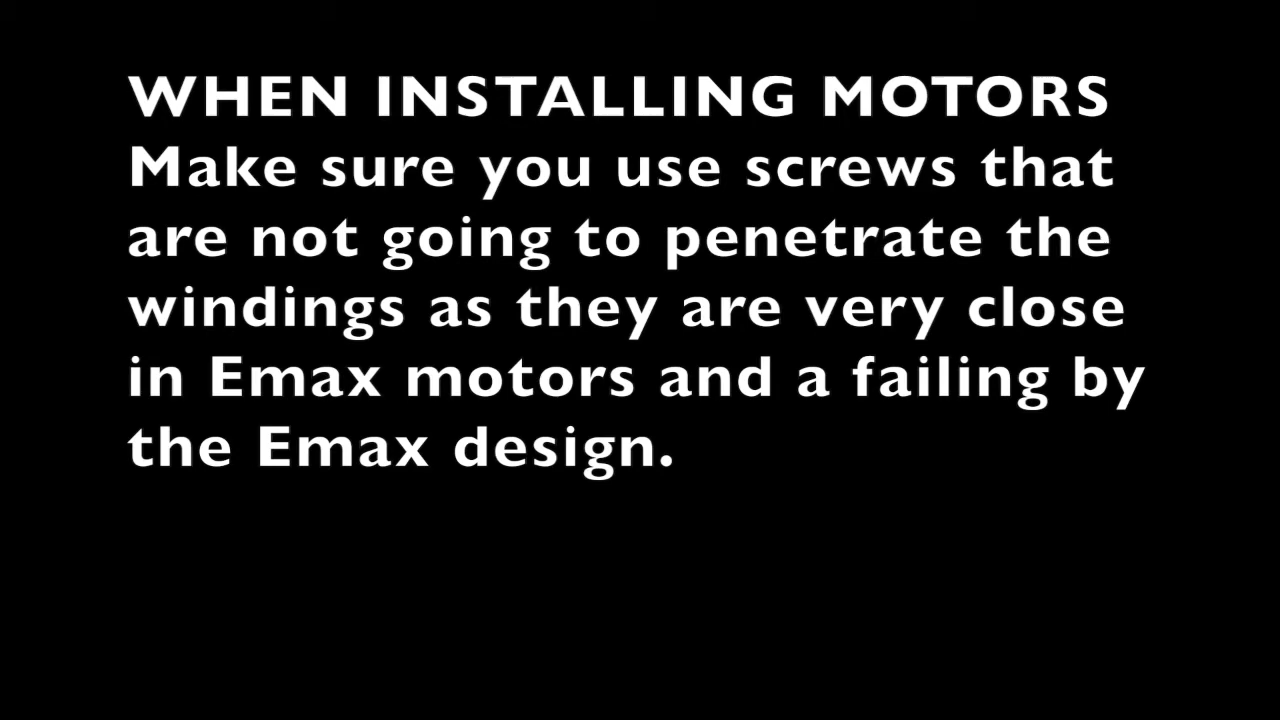 WHEN INSTALLING MOTORS
Make sure you use screws that
are not going to penetrate the
windings as they are very close
in Emax motors and a failing by
the Emax design.